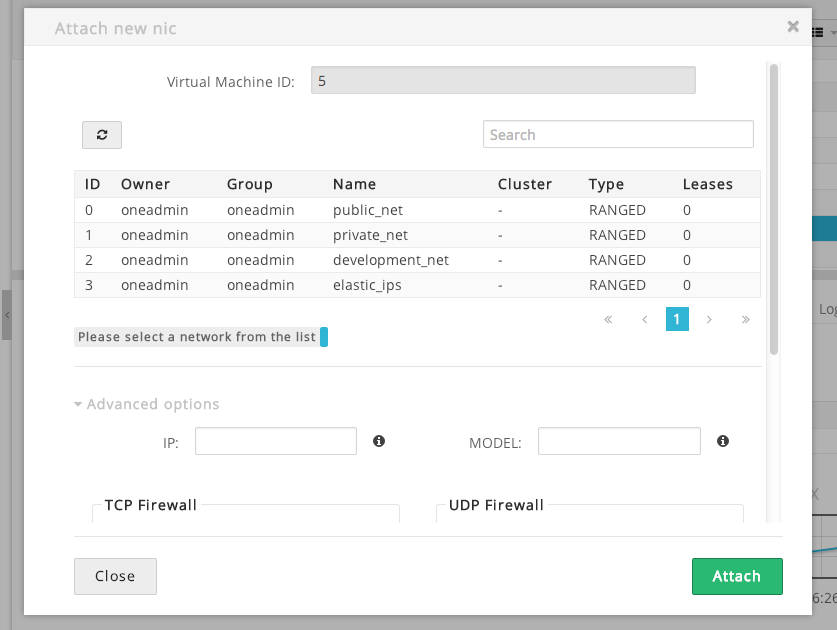 Attach new nic ×
Virtual Machine ID: 5
Search
ID Owner Group Name Cluster Type Leases
0 oneadmin oneadmin public_net - RANGED 0
1 oneadmin oneadmin private_net - RANGED 0
2 oneadmin oneadmin development_net - RANGED 0
3 oneadmin oneadmin elastic_ips - RANGED 0
« ‹ 1 › »
Please select a network from the list
Advanced options
IP: MODEL:
TCP Firewall UDP Firewall
Close Attach
Log
X
6:26